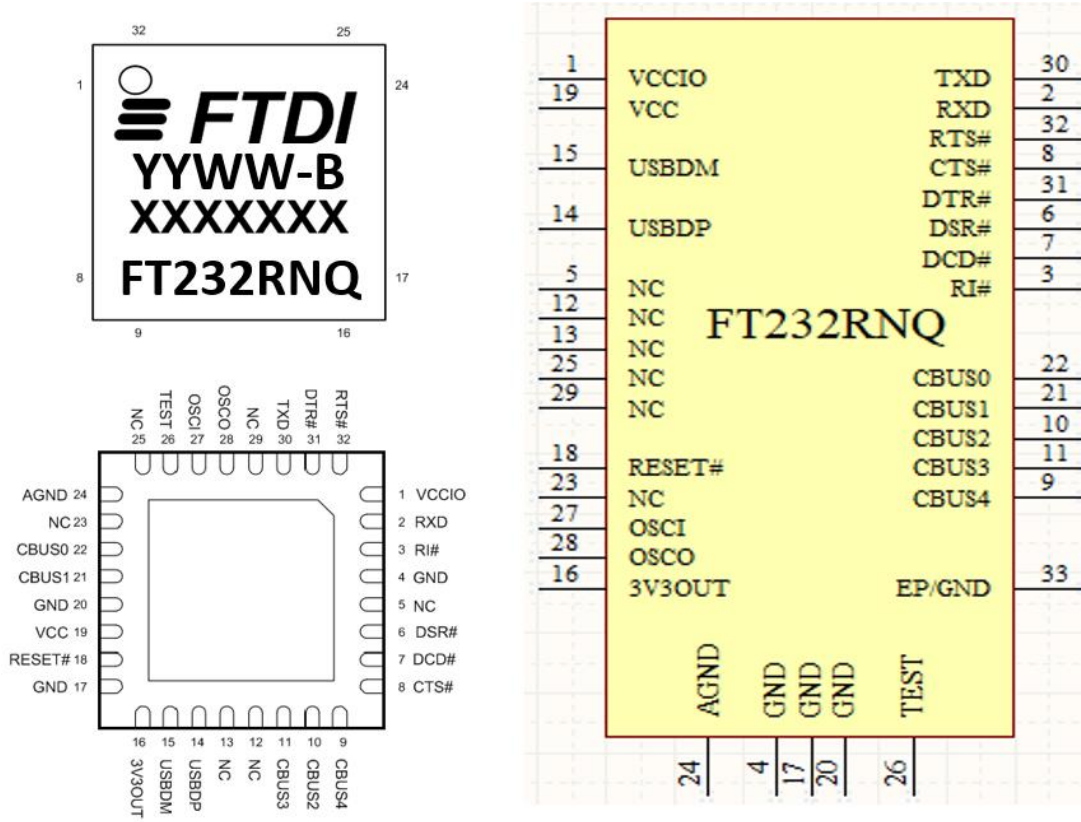 32 25
1 24
FTDI
YYWW-B
XXXXXXX
FT232RNQ
8 17
9 16
NC TEST OSCI OSCO NC TXD DTR# RTS#
25 26 27 28 29 30 31 32
AGND 24
NC 23
CBUS0 22
CBUS1 21
GND 20
VCC 19
RESET# 18
GND 17
1 VCCIO
2 RXD
3 RI#
4 GND
5 NC
6 DSR#
7 DCD#
8 CTS#
16 15 14 13 12 11 10 9
3V3OUT USBDM USBDP NC NC CBUS3 CBUS2 CBUS4
1 VCCIO
19 VCC
15 USBDM
14 USBDP
5 NC
12 NC
13 NC
25 NC
29 NC
18 RESET#
23 NC
27 OSCI
28 OSCO
16 3V3OUT
FT232RNQ
TXD 30
RXD 2
RTS# 32
CTS# 8
DTR# 31
DSR# 6
DCD# 7
RI# 3
CBUS0 22
CBUS1 21
CBUS2 10
CBUS3 11
CBUS4 9
EP/GND 33
AGND GND GND GND TEST
24 4 17 20 26